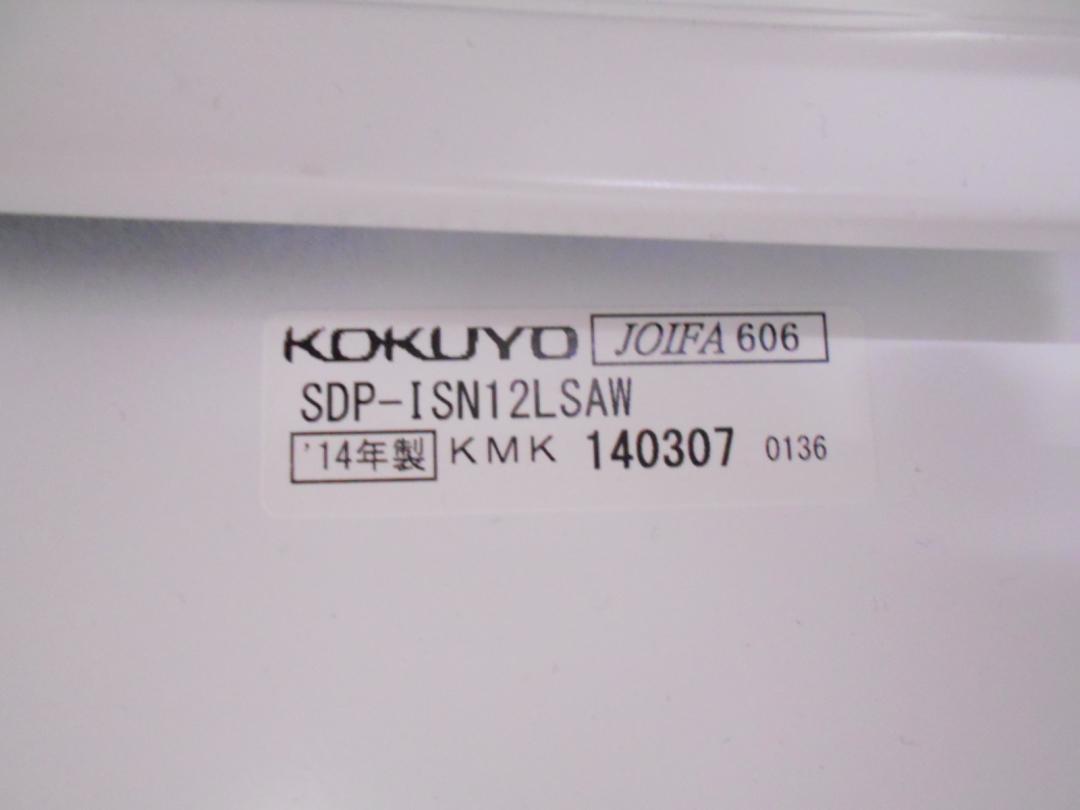 KOKUYO JOIFA 606
SDP-ISN12LSAW
'14年製 KMK 140307 0136